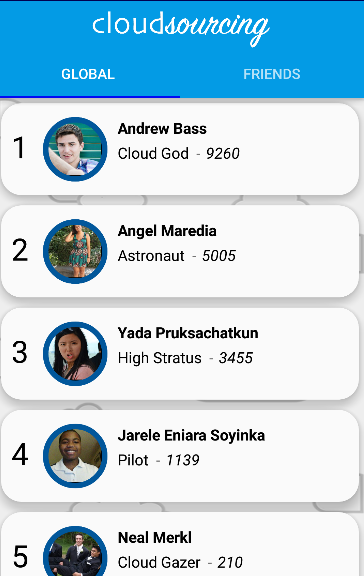 cloudsourcing
GLOBAL FRIENDS
1
Andrew Bass
Cloud God - 9260
2
Angel Maredia
Astronaut - 5005
3
Yada Pruksachatkun
High Stratus - 3455
4
Jarele Eniara Soyinka
Pilot - 1139
5
Neal Merkl
Cloud Gazer - 210